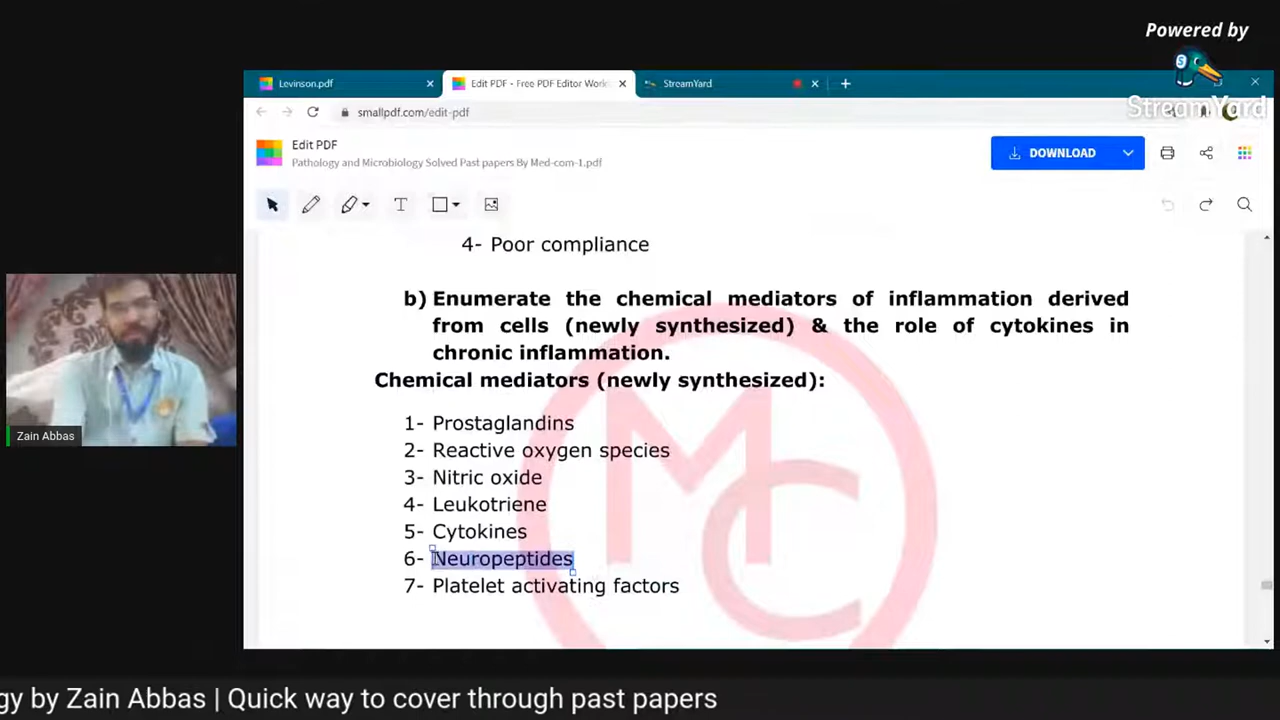 Powered by
StreamYard
Levinson.pdf
Edit PDF - Free PDF Editor Work
StreamYard
smallpdf.com/edit-pdf
Edit PDF
Pathology and Microbiology Solved Past papers By Med-com-1.pdf
DOWNLOAD
T
4- Poor compliance
b) Enumerate the chemical mediators of inflammation derived
from cells (newly synthesized) & the role of cytokines in
chronic inflammation.
Chemical mediators (newly synthesized):
1- Prostaglandins
2- Reactive oxygen species
3- Nitric oxide
4- Leukotriene
5- Cytokines
6- Neuropeptides
7- Platelet activating factors
MC
Zain Abbas
gy by Zain Abbas | Quick way to cover through past papers